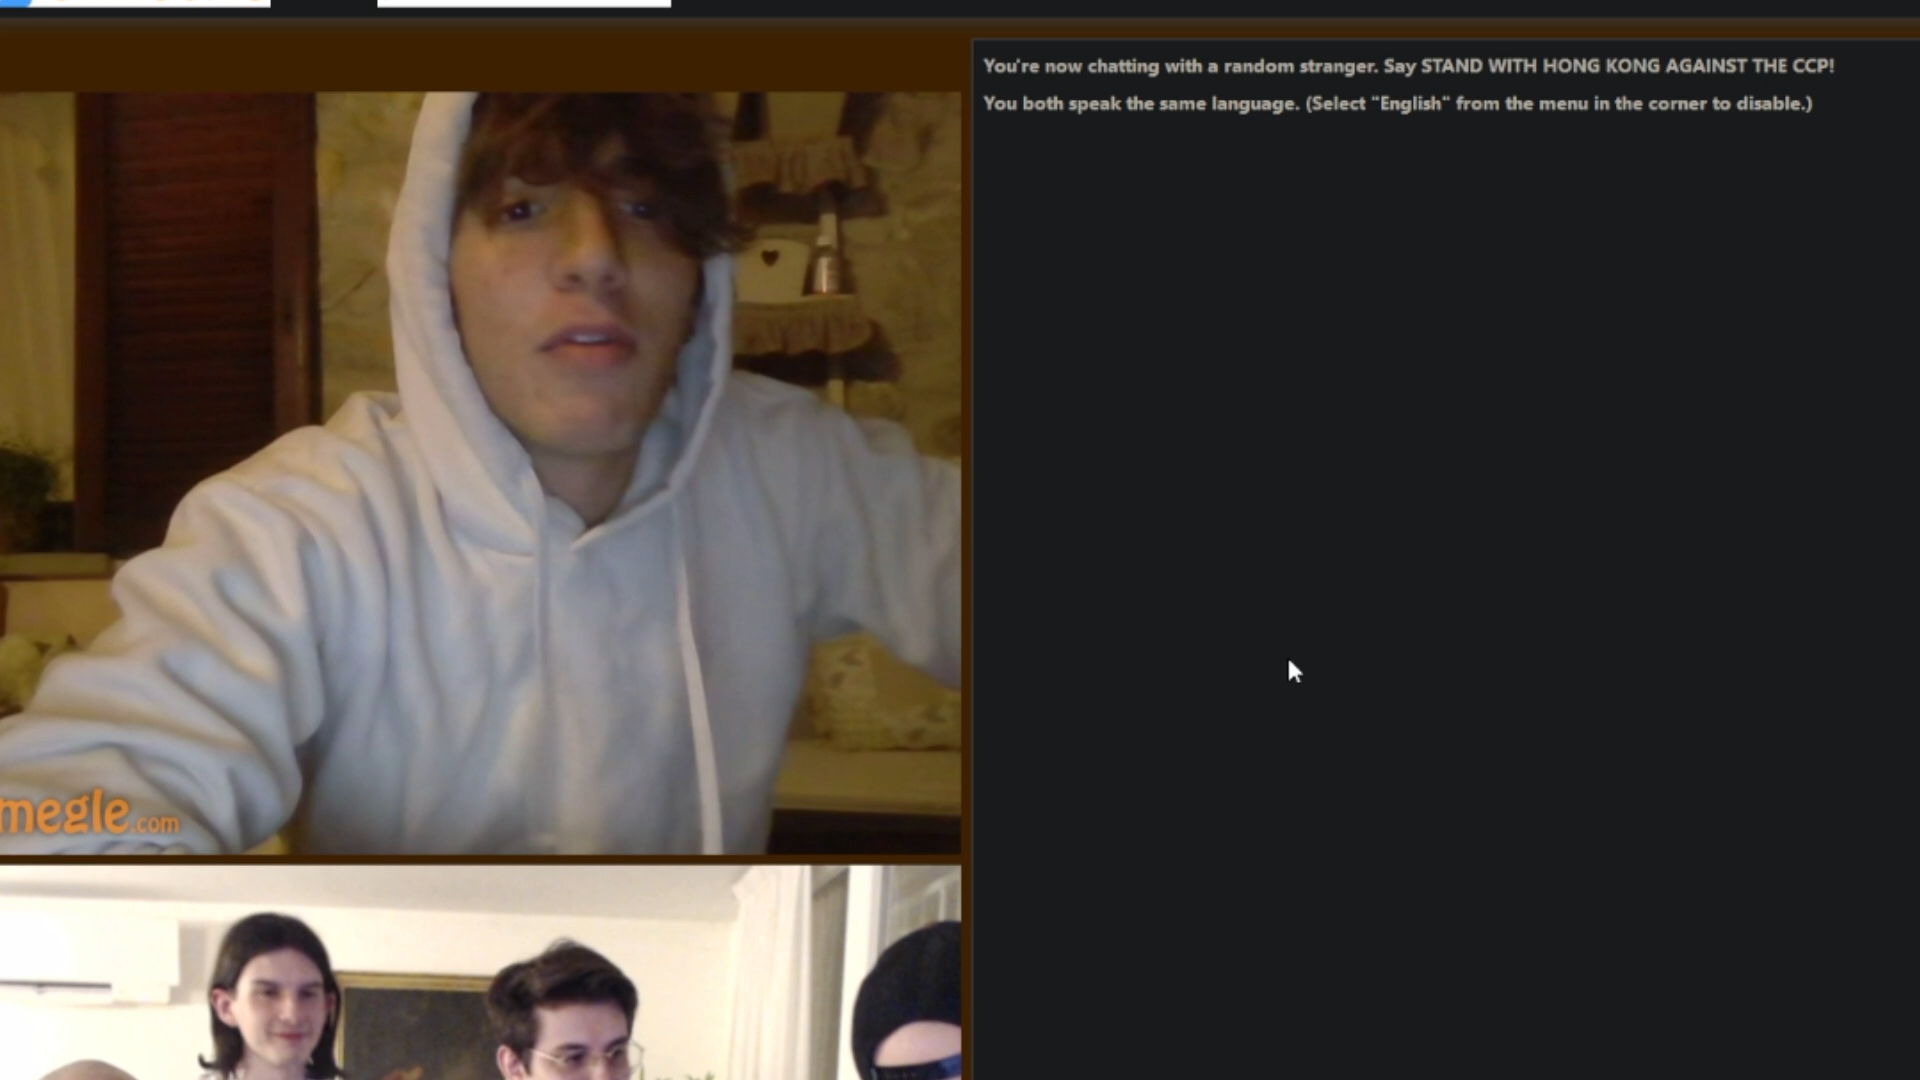 You're now chatting with a random stranger. Say STAND WITH HONG KONG AGAINST THE CCP!
You both speak the same language. (Select "English" from the menu in the corner to disable.)
megle.com